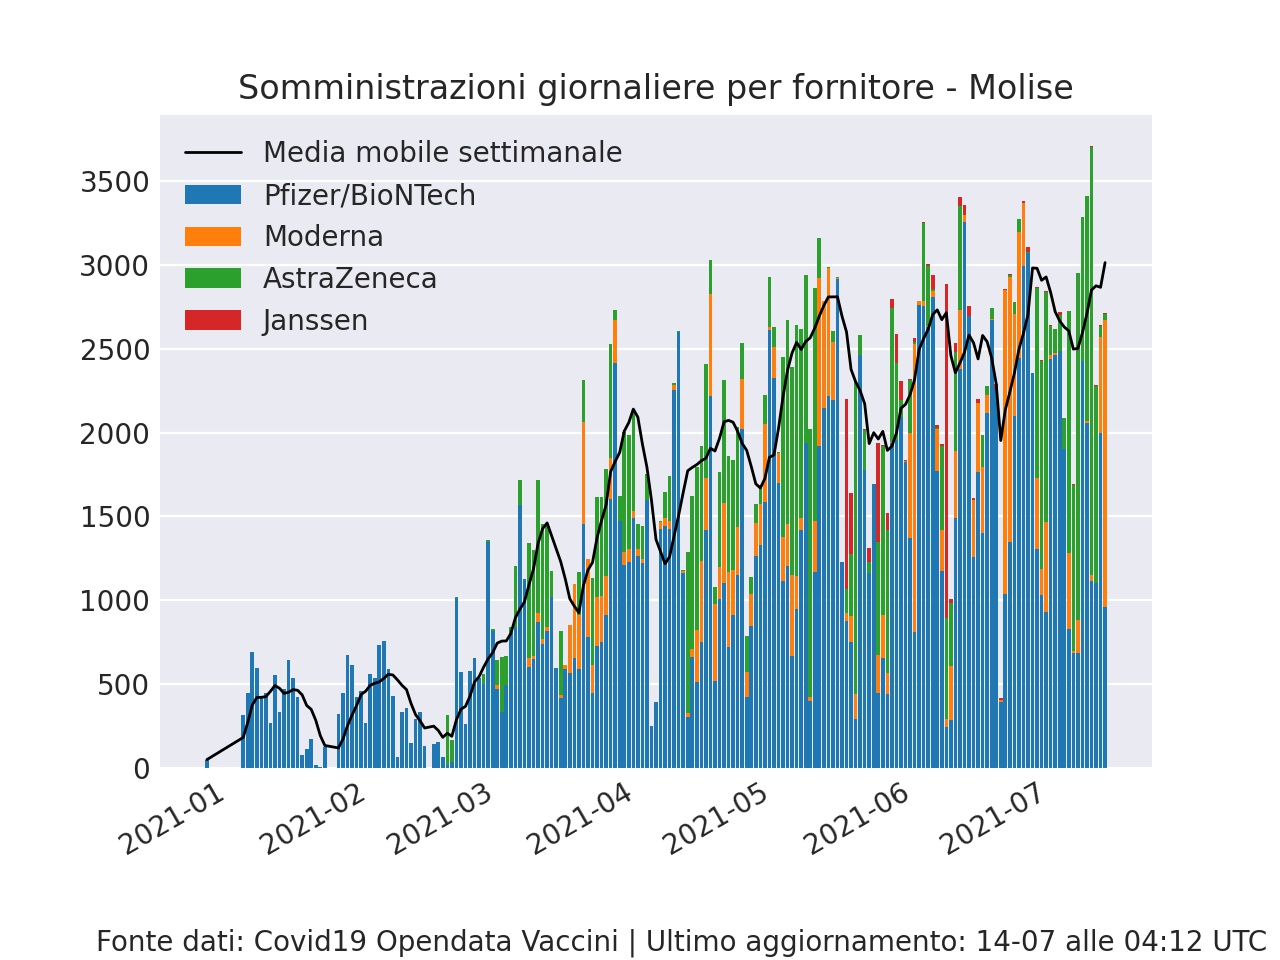 Somministrazioni giornaliere per fornitore - Molise
Media mobile settimanale
Pfizer/BioNTech
Moderna
AstraZeneca
Janssen
3500
3000
2500
2000
1500
1000
500
0
2021-01
2021-02
2021-03
2021-04
2021-05
2021-06
2021-07
Fonte dati: Covid19 Opendata Vaccini | Ultimo aggiornamento: 14-07 alle 04:12 UTC